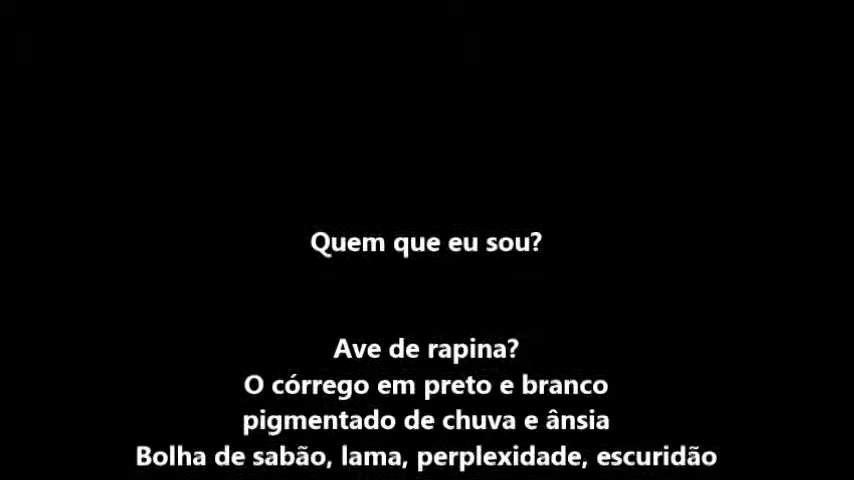 Quem que eu sou?
Ave de rapina?
O córrego em preto e branco
pigmentado de chuva e ânsia
Bolha de sabão, lama, perplexidade, escuridão